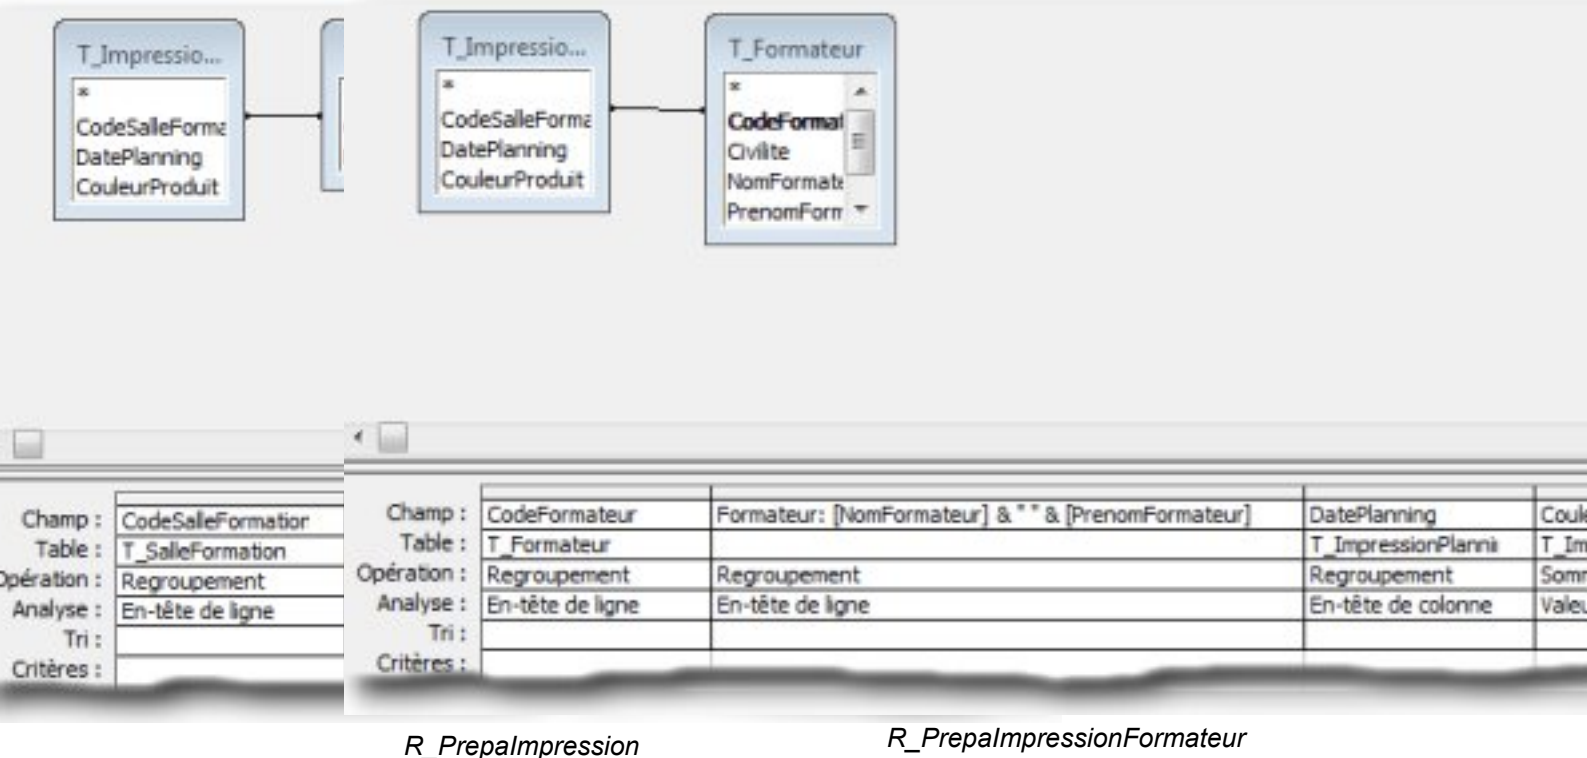 T_Impressio...
*
CodeSalleForma
DatePlanning
CouleurProduit
T_Impressio...
*
CodeSalleForma
DatePlanning
CouleurProduit
T_Formateur
*
CodeFormat
Civilite
NomFormate
PrenomForm
Champ : CodeSalleFormation
Table : T_SalleFormation
Opération : Regroupement
Analyse : En-tête de ligne
Tri :
Critères :
Champ : CodeFormateur Formateur: [NomFormateur] & " " & [PrenomFormateur] DatePlanning Coule
Table : T_Formateur T_ImpressionPlannii T_Im
Opération : Regroupement Regroupement Regroupement Somm
Analyse : En-tête de ligne En-tête de ligne En-tête de colonne Valeu
Tri :
Critères :
R_PrepaImpression
R_PrepaImpressionFormateur